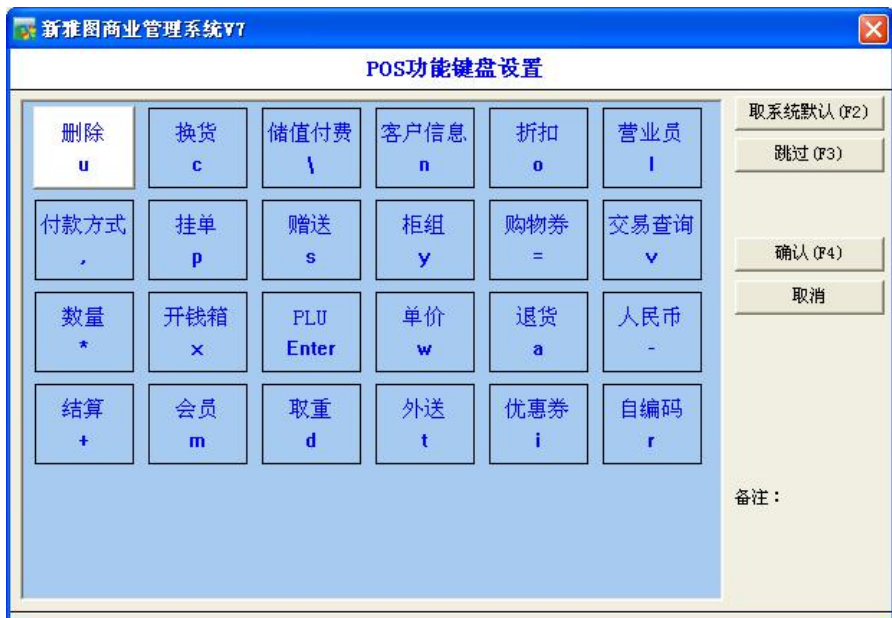 新雅图商业管理系统V7
POS功能键盘设置
删除 换货 储值付费 客户信息 折扣 营业员
u c \ n o l
付款方式 挂单 赠送 柜组 购物券 交易查询
, p s y = v
数量 开钱箱 PLU 单价 退货 人民币
* x Enter w a -
结算 会员 取重 外送 优惠券 自编码
+ m d t i r
取系统默认(F2)
跳过(F3)
确认(F4)
取消
备注：